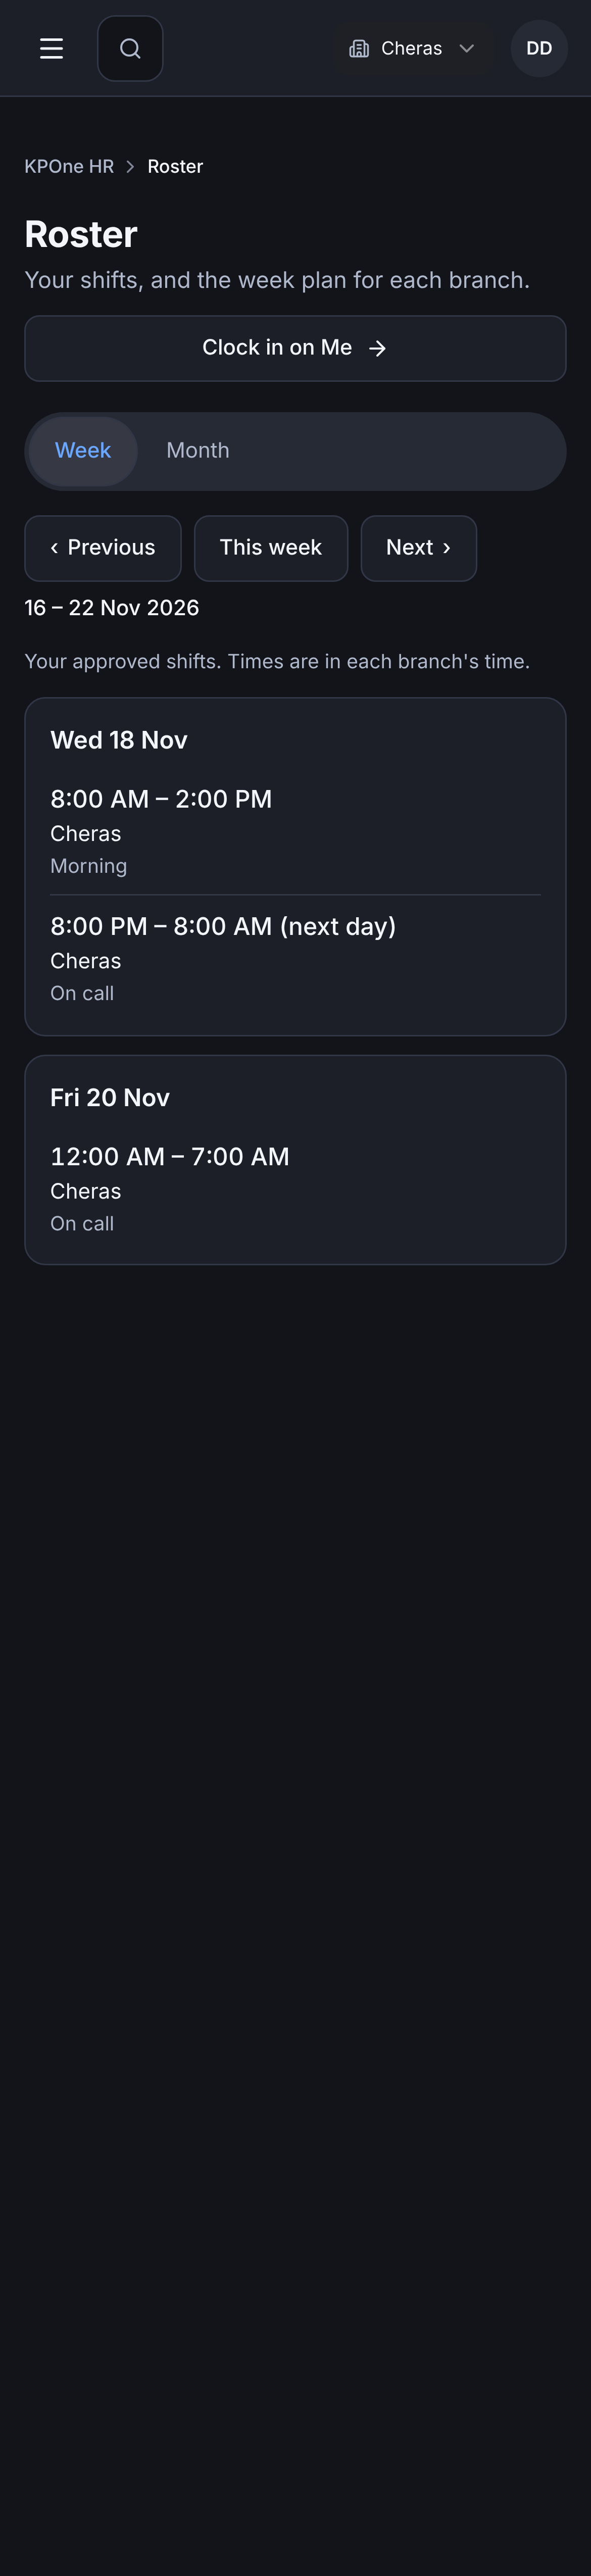 Cheras
DD
KPOne HR > Roster
Roster
Your shifts, and the week plan for each branch.
Clock in on Me →
Week
Month
‹ Previous
This week
Next ›
16 – 22 Nov 2026
Your approved shifts. Times are in each branch's time.
Wed 18 Nov
8:00 AM – 2:00 PM
Cheras
Morning
8:00 PM – 8:00 AM (next day)
Cheras
On call
Fri 20 Nov
12:00 AM – 7:00 AM
Cheras
On call